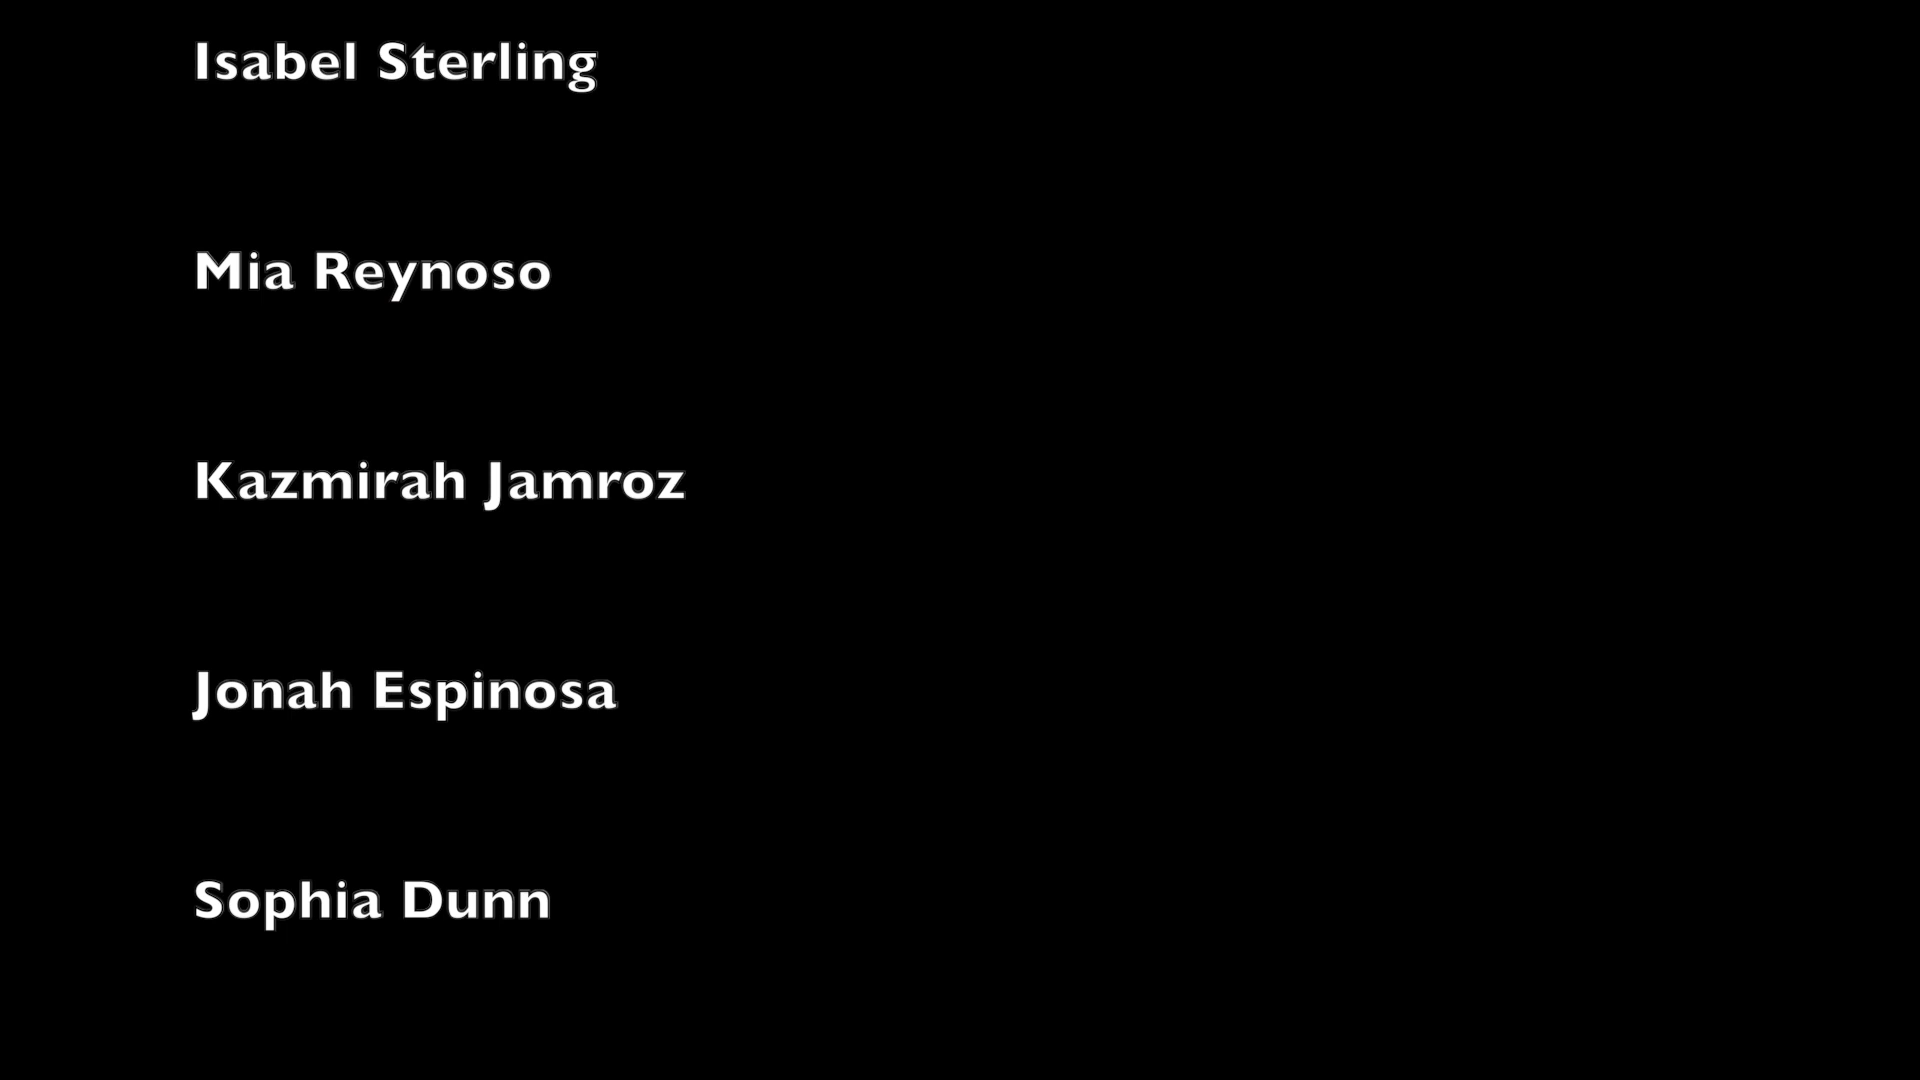 Isabel Sterling
Mia Reynoso
Kazmirah Jamroz
Jonah Espinosa
Sophia Dunn